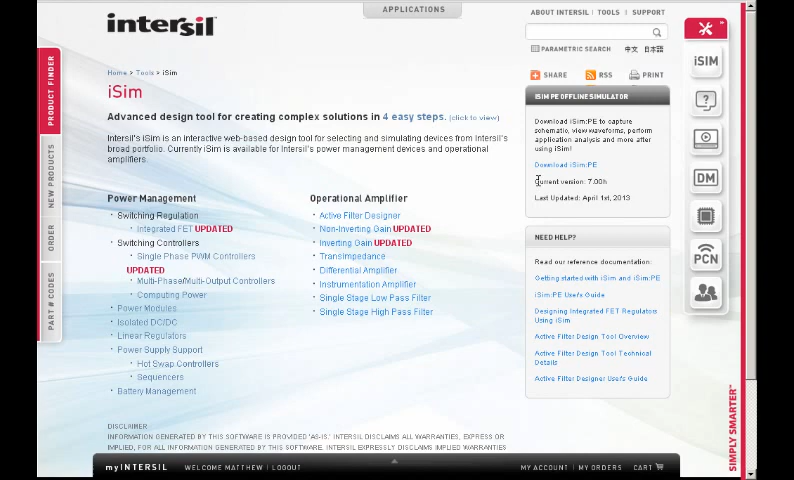 APPLICATIONS
ABOUT INTERSIL | TOOLS | SUPPORT
intersil
PARAMETRIC SEARCH 中文 日本語
SHARE RSS PRINT
Home > Tools > iSim
iSim
Advanced design tool for creating complex solutions in 4 easy steps. (click to view)
Intersil's iSim is an interactive web-based design tool for selecting and simulating devices from Intersil's
broad portfolio. Currently iSim is available for Intersil's power management devices and operational
amplifiers.
Power Management
Switching Regulation
Integrated FET UPDATED
Switching Controllers
Single Phase PWM Controllers
UPDATED
Multi-Phase/Multi-Output Controllers
Computing Power
Power Modules
Isolated DC/DC
Linear Regulators
Power Supply Support
Hot Swap Controllers
Sequencers
Battery Management
Operational Amplifier
Active Filter Designer
Non-Inverting Gain UPDATED
Inverting Gain UPDATED
Transimpedance
Differential Amplifier
Instrumentation Amplifier
Single Stage Low Pass Filter
Single Stage High Pass Filter
ISIM PE OFFLINE SIMULATOR
Download iSim:PE to capture
schematic, view waveforms, perform
application analysis and more after
using iSim!
Download iSim:PE
Current version: 7.00h
Last Updated: April 1st, 2013
NEED HELP?
Read our reference documentation:
Getting started with iSim and iSim:PE
iSim:PE User's Guide
Designing Integrated FET Regulators
Using iSim
Active Filter Design Tool Overview
Active Filter Design Tool Technical
Details
Active Filter Designer User's Guide
PRODUCT FINDER
NEW PRODUCTS
ORDER
PART # CODES
iSIM
DM
PCN
SIMPLY SMARTER™
DISCLAIMER
INFORMATION GENERATED BY THIS SOFTWARE IS PROVIDED "AS-IS." INTERSIL DISCLAIMS ALL WARRANTIES, EXPRESS OR
IMPLIED, FOR ALL INFORMATION GENERATED BY THIS SOFTWARE. INTERSIL EXPRESSLY DISCLAIMS IMPLIED WARRANTIES
myINTERSIL WELCOME MATTHEW | LOGOUT MY ACCOUNT | MY ORDERS CART